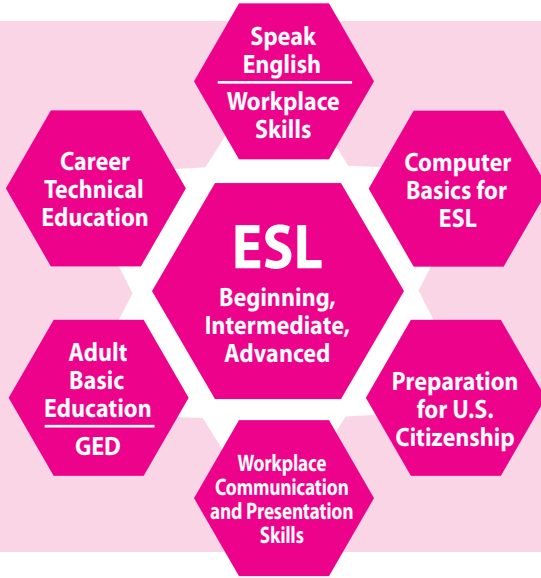 Speak
English
Workplace
Skills
Career
Technical
Education
Computer
Basics for
ESL
ESL
Beginning,
Intermediate,
Advanced
Adult
Basic
Education
GED
Preparation
for U.S.
Citizenship
Workplace
Communication
and Presentation
Skills